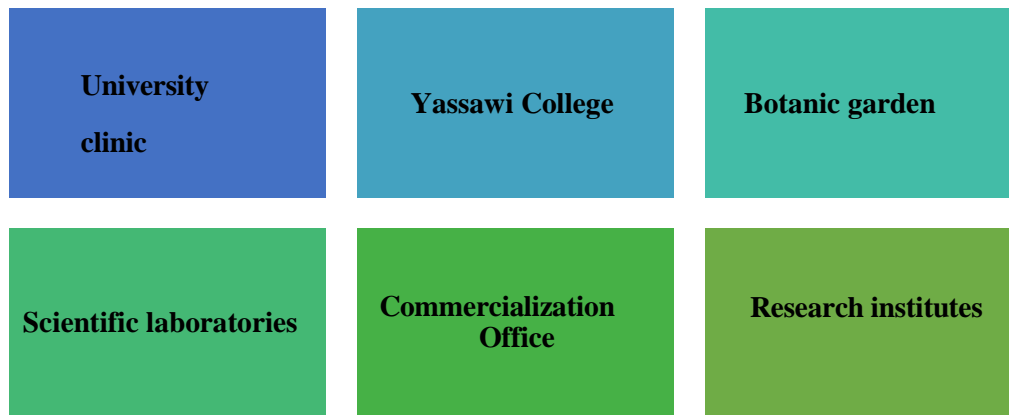 University
clinic
Yassawi College
Botanic garden
Scientific laboratories
Commercialization
Office
Research institutes